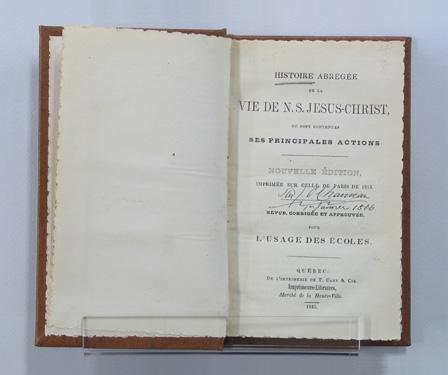 HISTOIRE ABRÉGÉE
DE LA
VIE DE N. S. JESUS-CHRIST,
OU SONT CONTENUES
SES PRINCIPALES ACTIONS
NOUVELLE ÉDITION,
IMPRIMÉE SUR CELLE DE PARIS DE
Chauveau
REVUE, CORRIGÉE ET APPROUVÉE,
POUR
L'USAGE DES ÉCOLES.
QUÉBEC:
DE L'IMPRIMERIE DE T. CARY & CIE.
Imprimeurs-Libraires,
Marché de la Haute-Ville.